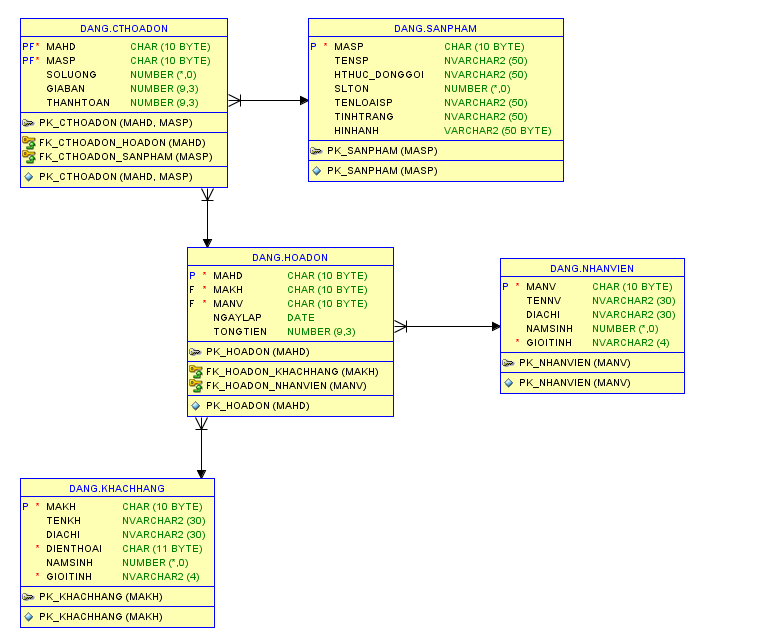 DANG.CTHOADON
PF* MAHD CHAR (10 BYTE)
PF* MASP CHAR (10 BYTE)
SOLUONG NUMBER (*,0)
GIABAN NUMBER (9,3)
THANHTOAN NUMBER (9,3)
PK_CTHOADON (MAHD, MASP)
FK_CTHOADON_HOADON (MAHD)
FK_CTHOADON_SANPHAM (MASP)
PK_CTHOADON (MAHD, MASP)
DANG.SANPHAM
P * MASP CHAR (10 BYTE)
TENSP NVARCHAR2 (50)
HTHUC_DONGGOI NVARCHAR2 (50)
SLTON NUMBER (*,0)
TENLOAISP NVARCHAR2 (50)
TINHTRANG NVARCHAR2 (50)
HINHANH VARCHAR2 (50 BYTE)
PK_SANPHAM (MASP)
PK_SANPHAM (MASP)
DANG.HOADON
P * MAHD CHAR (10 BYTE)
F * MAKH CHAR (10 BYTE)
F * MANV CHAR (10 BYTE)
NGAYLAP DATE
TONGTIEN NUMBER (9,3)
PK_HOADON (MAHD)
FK_HOADON_KHACHHANG (MAKH)
FK_HOADON_NHANVIEN (MANV)
PK_HOADON (MAHD)
DANG.NHANVIEN
P * MANV CHAR (10 BYTE)
TENNV NVARCHAR2 (30)
DIACHI NVARCHAR2 (30)
NAMSINH NUMBER (*,0)
* GIOITINH NVARCHAR2 (4)
PK_NHANVIEN (MANV)
PK_NHANVIEN (MANV)
DANG.KHACHHANG
P * MAKH CHAR (10 BYTE)
TENKH NVARCHAR2 (30)
DIACHI NVARCHAR2 (30)
* DIENTHOAI CHAR (11 BYTE)
NAMSINH NUMBER (*,0)
* GIOITINH NVARCHAR2 (4)
PK_KHACHHANG (MAKH)
PK_KHACHHANG (MAKH)